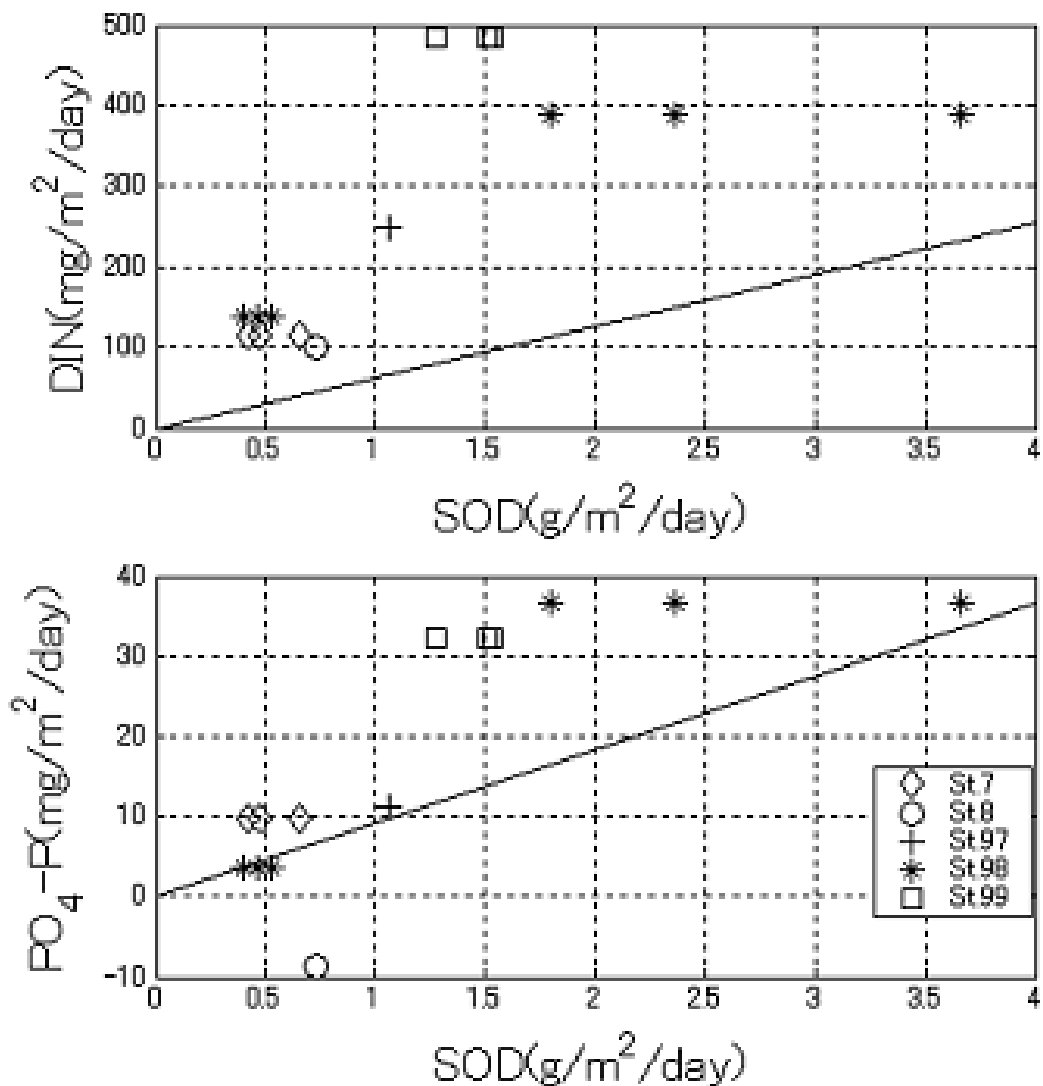 500
400
300
200
100
0
DIN(mg/m²/day)
0 0.5 1 1.5 2 2.5 3 3.5 4
SOD(g/m²/day)
40
30
20
10
0
-10
PO₄-P(mg/m²/day)
St.7
St.8
St.97
St.98
St.99
0 0.5 1 1.5 2 2.5 3 3.5 4
SOD(g/m²/day)